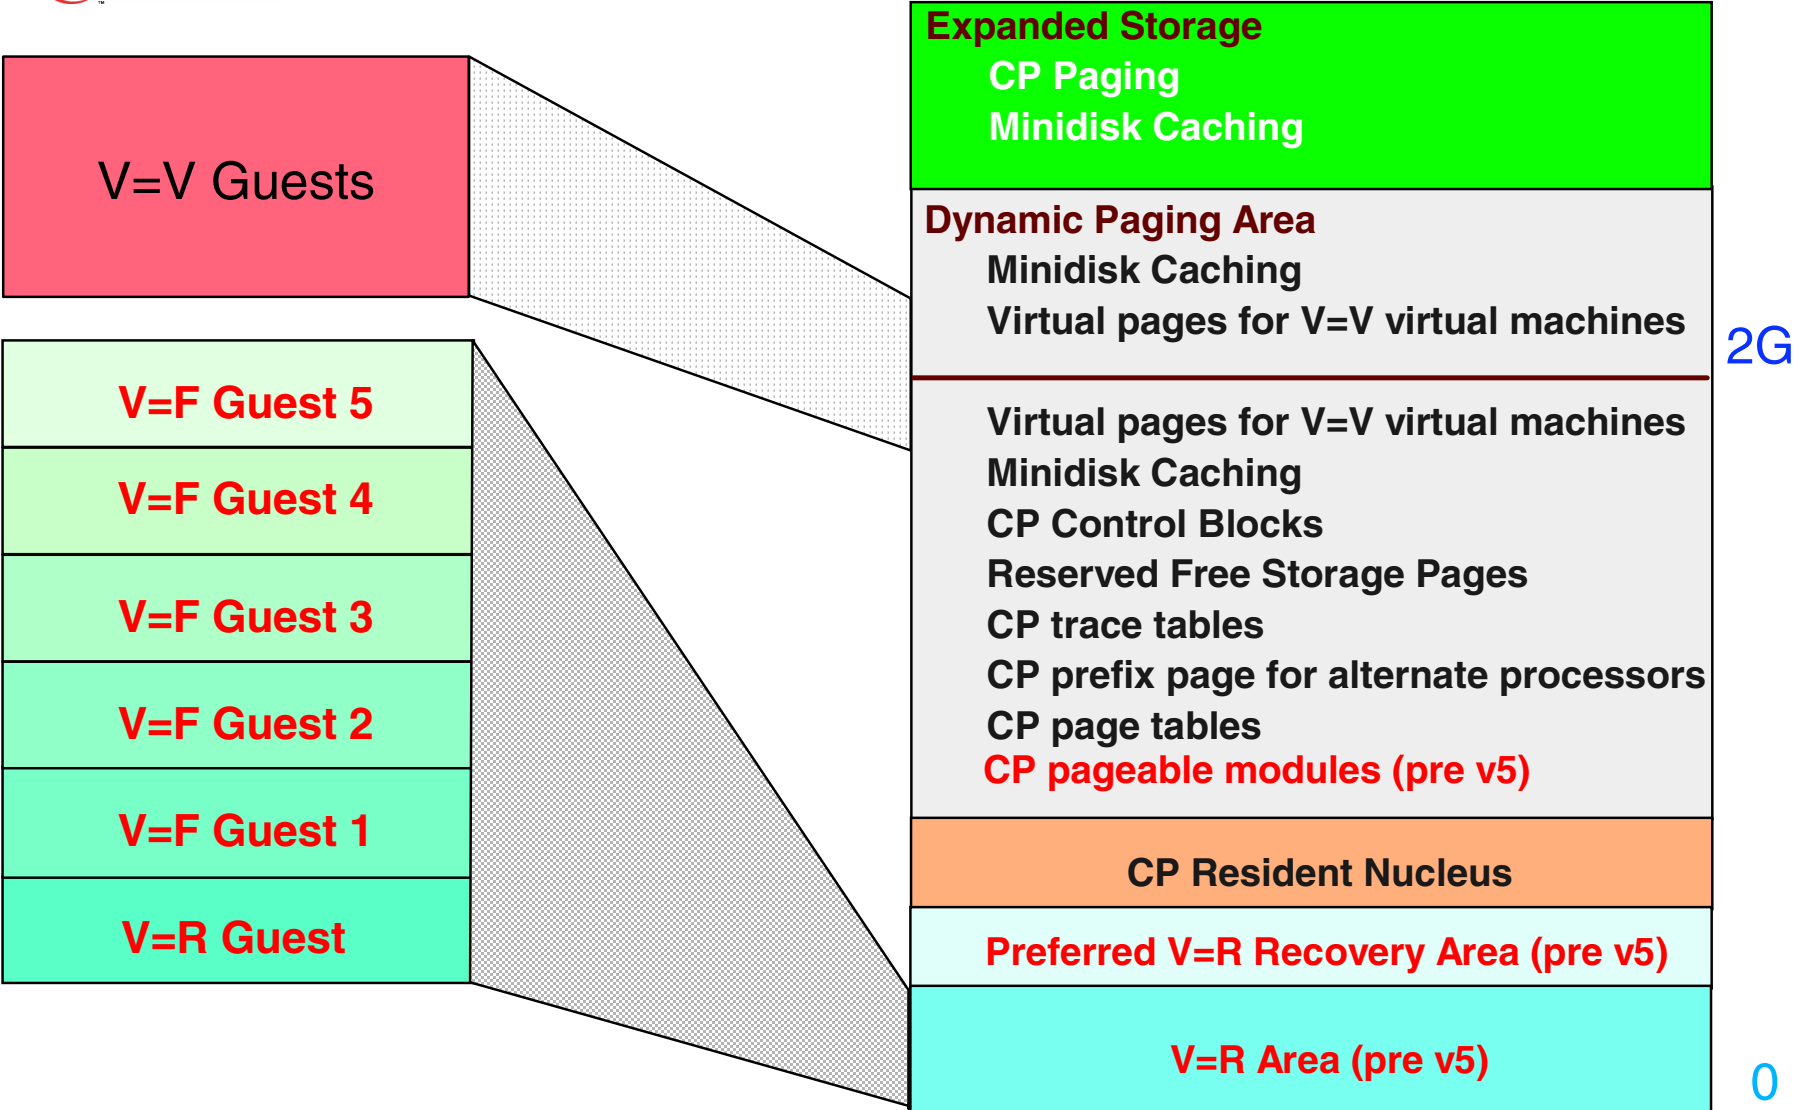 V=V Guests
V=F Guest 5
V=F Guest 4
V=F Guest 3
V=F Guest 2
V=F Guest 1
V=R Guest
Expanded Storage
CP Paging
Minidisk Caching
Dynamic Paging Area
Minidisk Caching
Virtual pages for V=V virtual machines
2G
Virtual pages for V=V virtual machines
Minidisk Caching
CP Control Blocks
Reserved Free Storage Pages
CP trace tables
CP prefix page for alternate processors
CP page tables
CP pageable modules (pre v5)
CP Resident Nucleus
Preferred V=R Recovery Area (pre v5)
V=R Area (pre v5)
0